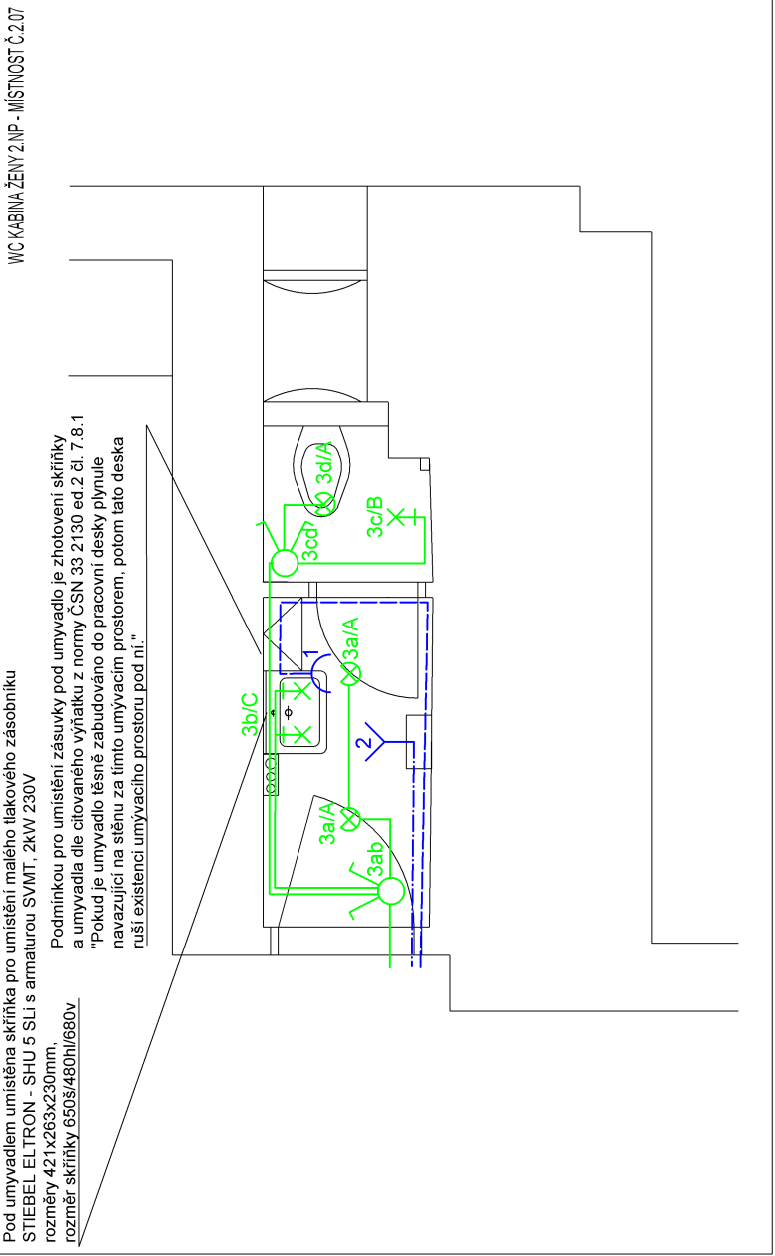 WC KABINA ŽENY 2.NP - MÍSTNOST Č.2.07
Pod umyvadlem umístěna skříňka pro umístění malého tlakového zásobníku
STIEBEL ELTRON - SHU 5 SLi s armaturou SVMT, 2kW 230V
rozměry 421x263x230mm,
rozměr skříňky 650š/480hl/680v
Podmínkou pro umístění zásuvky pod umyvadlo je zhotovení skříňky
a umyvadla dle citovaného výňatku z normy ČSN 33 2130 ed.2 čl. 7.8.1
"Pokud je umyvadlo těsně zabudováno do pracovní desky plynule
navazující na stěnu za tímto umývacím prostorem, potom tato deska
ruší existenci umývacího prostoru pod ní."
3b/C
3cd
3d/A
3c/B
1
3a/A
2
3a/A
3ab